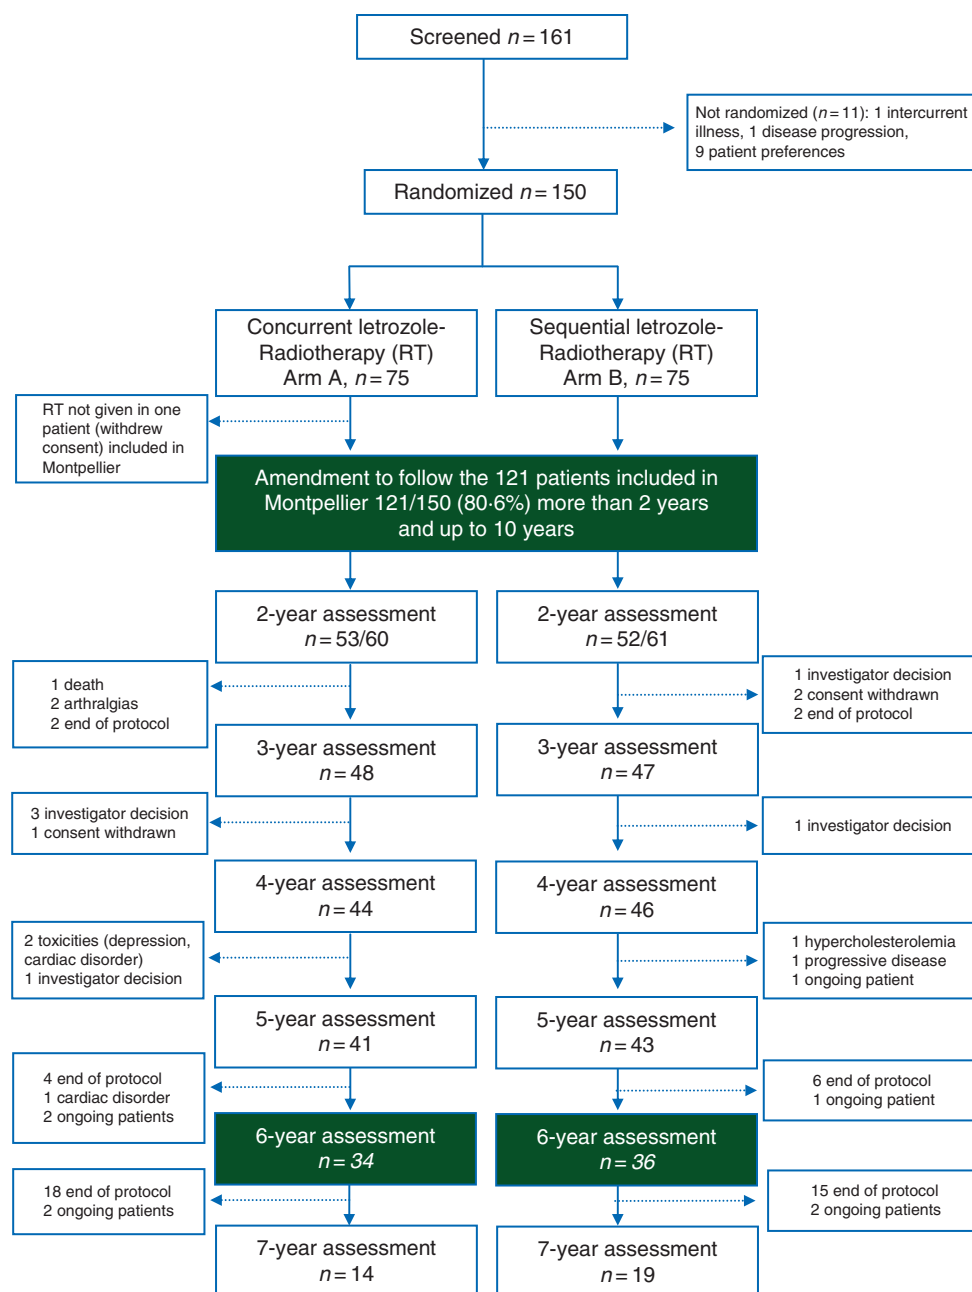 Screened n = 161
Not randomized (n = 11): 1 intercurrent
illness, 1 disease progression,
9 patient preferences
Randomized n = 150
Concurrent letrozole-
Radiotherapy (RT)
Arm A, n = 75
Sequential letrozole-
Radiotherapy (RT)
Arm B, n = 75
RT not given in one
patient (withdrew
consent) included in
Montpellier
Amendment to follow the 121 patients included in
Montpellier 121/150 (80·6%) more than 2 years
and up to 10 years
2-year assessment
n = 53/60
2-year assessment
n = 52/61
1 death
2 arthralgias
2 end of protocol
1 investigator decision
2 consent withdrawn
2 end of protocol
3-year assessment
n = 48
3-year assessment
n = 47
3 investigator decision
1 consent withdrawn
1 investigator decision
4-year assessment
n = 44
4-year assessment
n = 46
2 toxicities (depression,
cardiac disorder)
1 investigator decision
1 hypercholesterolemia
1 progressive disease
1 ongoing patient
5-year assessment
n = 41
5-year assessment
n = 43
4 end of protocol
1 cardiac disorder
2 ongoing patients
6 end of protocol
1 ongoing patient
6-year assessment
n = 34
6-year assessment
n = 36
18 end of protocol
2 ongoing patients
15 end of protocol
2 ongoing patients
7-year assessment
n = 14
7-year assessment
n = 19